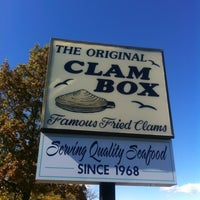 THE ORIGINAL
CLAM
BOX
Famous Fried Clams
Serving Quality Seafood
SINCE 1968